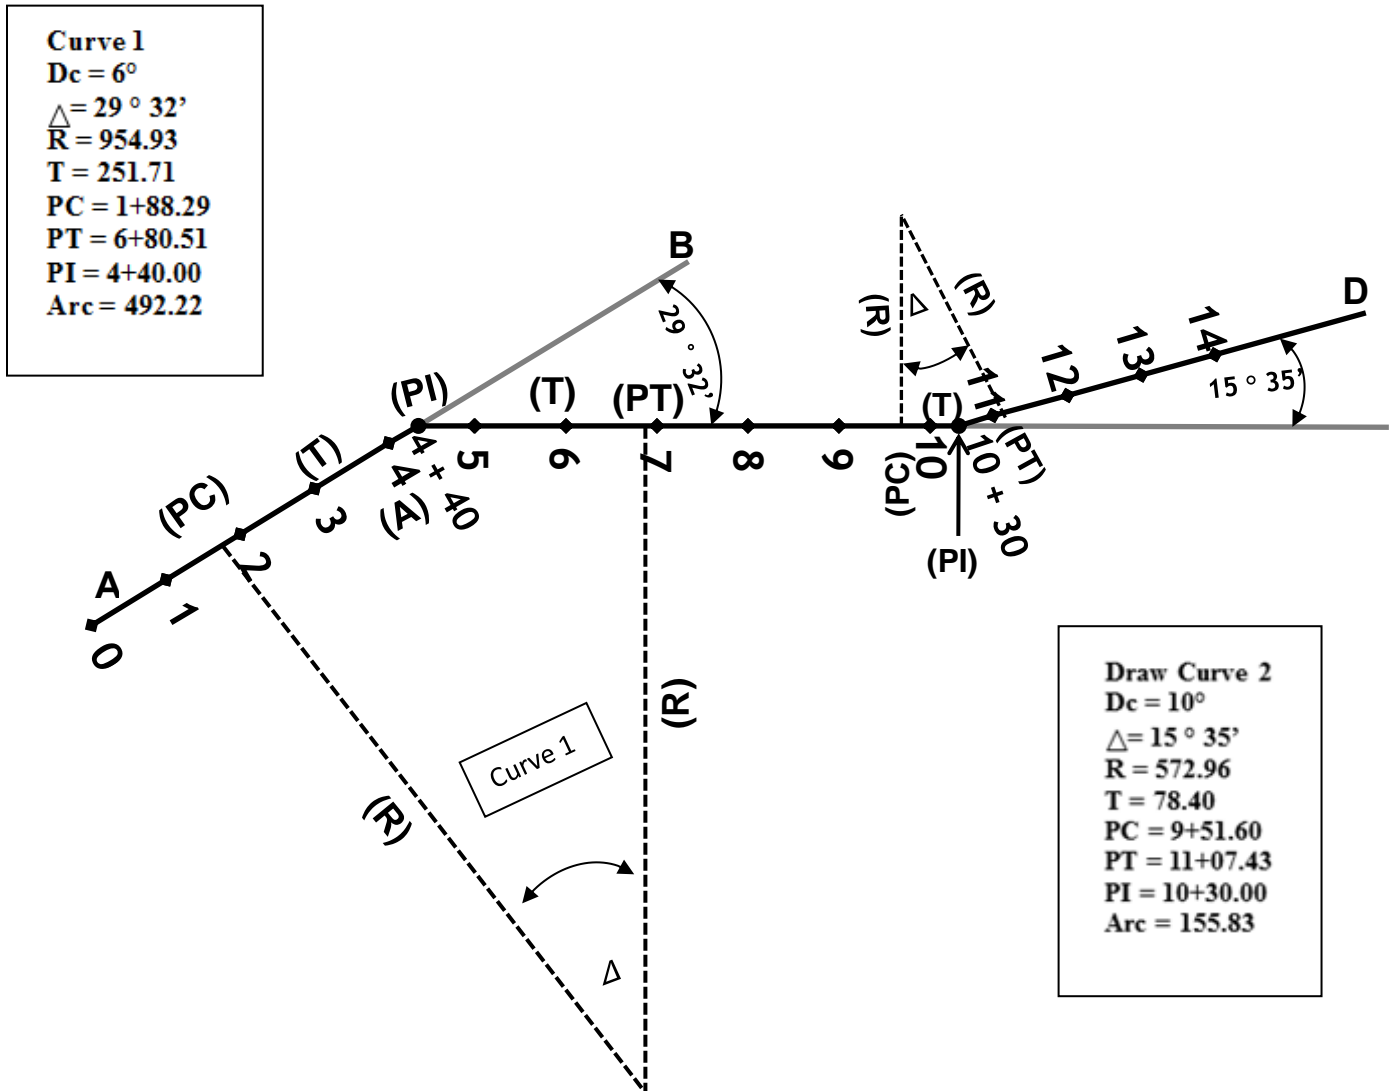 Curve 1
Dc = 6°
△= 29 ° 32’
R = 954.93
T = 251.71
PC = 1+88.29
PT = 6+80.51
PI = 4+40.00
Arc = 492.22
B
29 ° 32’
(R)
Δ
(R)
D
(PI)
(T)
(PT)
(T)
11
12
13
14
15 ° 35’
(PC)
(T)
A
0
1
2
3
4
(A)
4 + 40
5
6
7
8
9
(PC)
10
10 + 30
(PT)
(PI)
(R)
(R)
Curve 1
Δ
Draw Curve 2
Dc = 10°
△= 15 ° 35’
R = 572.96
T = 78.40
PC = 9+51.60
PT = 11+07.43
PI = 10+30.00
Arc = 155.83